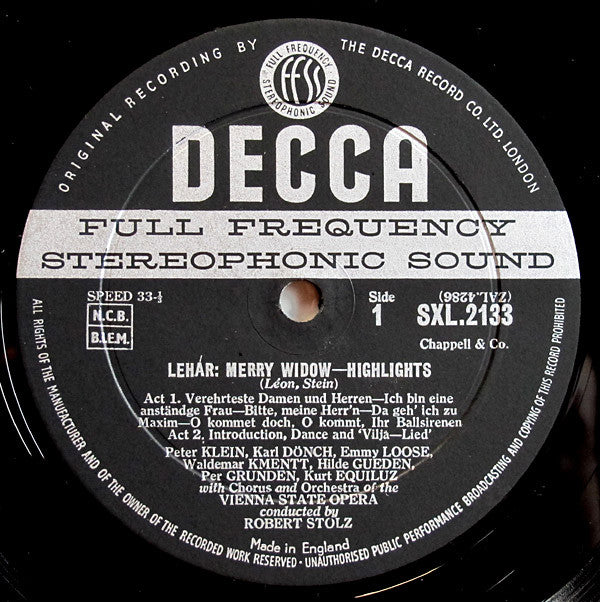 ORIGINAL RECORDING BY THE DECCA RECORD CO. LTD. LONDON
FULL FREQUENCY
STEREOPHONIC SOUND
FFSS
DECCA
FULL FREQUENCY
STEREOPHONIC SOUND
SPEED 33-⅓
N.C.B.
B.I.E.M.
Side
1
SXL.2133
(ZAL.4286)
Chappell & Co.
LEHÁR: MERRY WIDOW—HIGHLIGHTS
(Léon, Stein)
Act 1. Verehrteste Damen und Herren—Ich bin eine
anständge Frau—Bitte, meine Herr'n—Da geh' ich zu
Maxim—O kommet doch, O kommt, Ihr Ballsirenen
Act 2. Introduction, Dance and 'Vilja—Lied'
Peter KLEIN, Karl DÖNCH, Emmy LOOSE,
Waldemar KMENTT, Hilde GUEDEN,
Per GRUNDEN, Kurt EQUILUZ
with Chorus and Orchestra of the
VIENNA STATE OPERA
conducted by
ROBERT STOLZ
Made in England
ALL RIGHTS OF THE MANUFACTURER AND OF THE OWNER OF THE RECORDED WORK RESERVED - UNAUTHORISED PUBLIC PERFORMANCE BROADCASTING AND COPYING OF THIS RECORD PROHIBITED